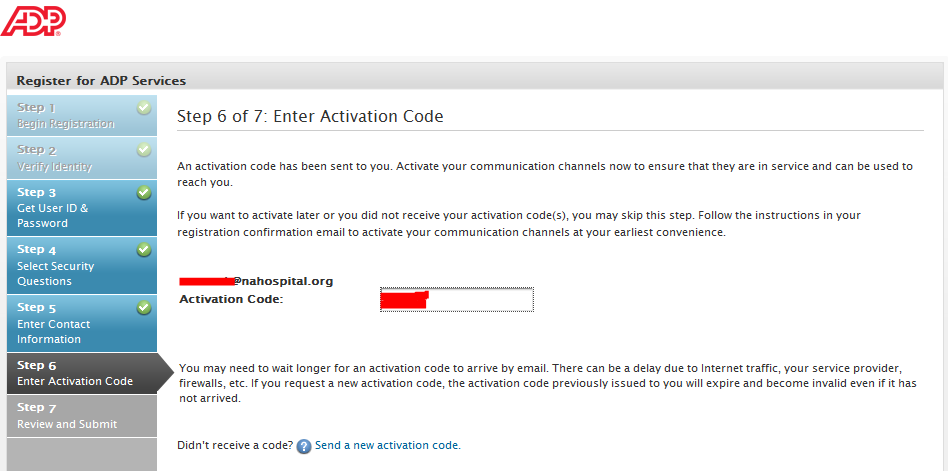 ADP
Register for ADP Services
Step 1
Begin Registration
Step 2
Verify Identity
Step 3
Get User ID &
Password
Step 4
Select Security
Questions
Step 5
Enter Contact
Information
Step 6
Enter Activation Code
Step 7
Review and Submit
Step 6 of 7: Enter Activation Code
An activation code has been sent to you. Activate your communication channels now to ensure that they are in service and can be used to
reach you.
If you want to activate later or you did not receive your activation code(s), you may skip this step. Follow the instructions in your
registration confirmation email to activate your communication channels at your earliest convenience.
@nahospital.org
Activation Code:
You may need to wait longer for an activation code to arrive by email. There can be a delay due to Internet traffic, your service provider,
firewalls, etc. If you request a new activation code, the activation code previously issued to you will expire and become invalid even if it has
not arrived.
Didn't receive a code? ? Send a new activation code.